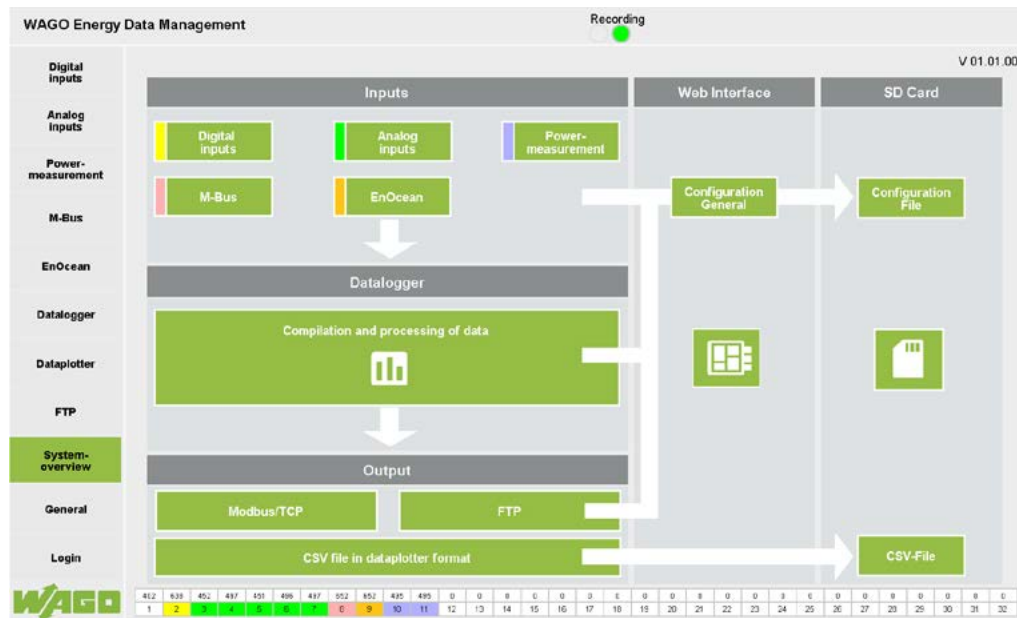 WAGO Energy Data Management
Recording
V 01.01.00
Digital
inputs
Analog
inputs
Power-
measurement
M-Bus
EnOcean
Datalogger
Dataplotter
FTP
System-
overview
General
Login
WAGO
Inputs
Web Interface
SD Card
Digital
inputs
Analog
inputs
Power-
measurement
M-Bus
EnOcean
Configuration
General
Configuration
File
Datalogger
Compilation and processing of data
Output
Modbus/TCP
FTP
CSV file in dataplotter format
CSV-File
1 2 3 4 5 6 7 8 9 10 11 12 13 14 15 16 17 18 19 20 21 22 23 24 25 26 27 28 29 30 31 32